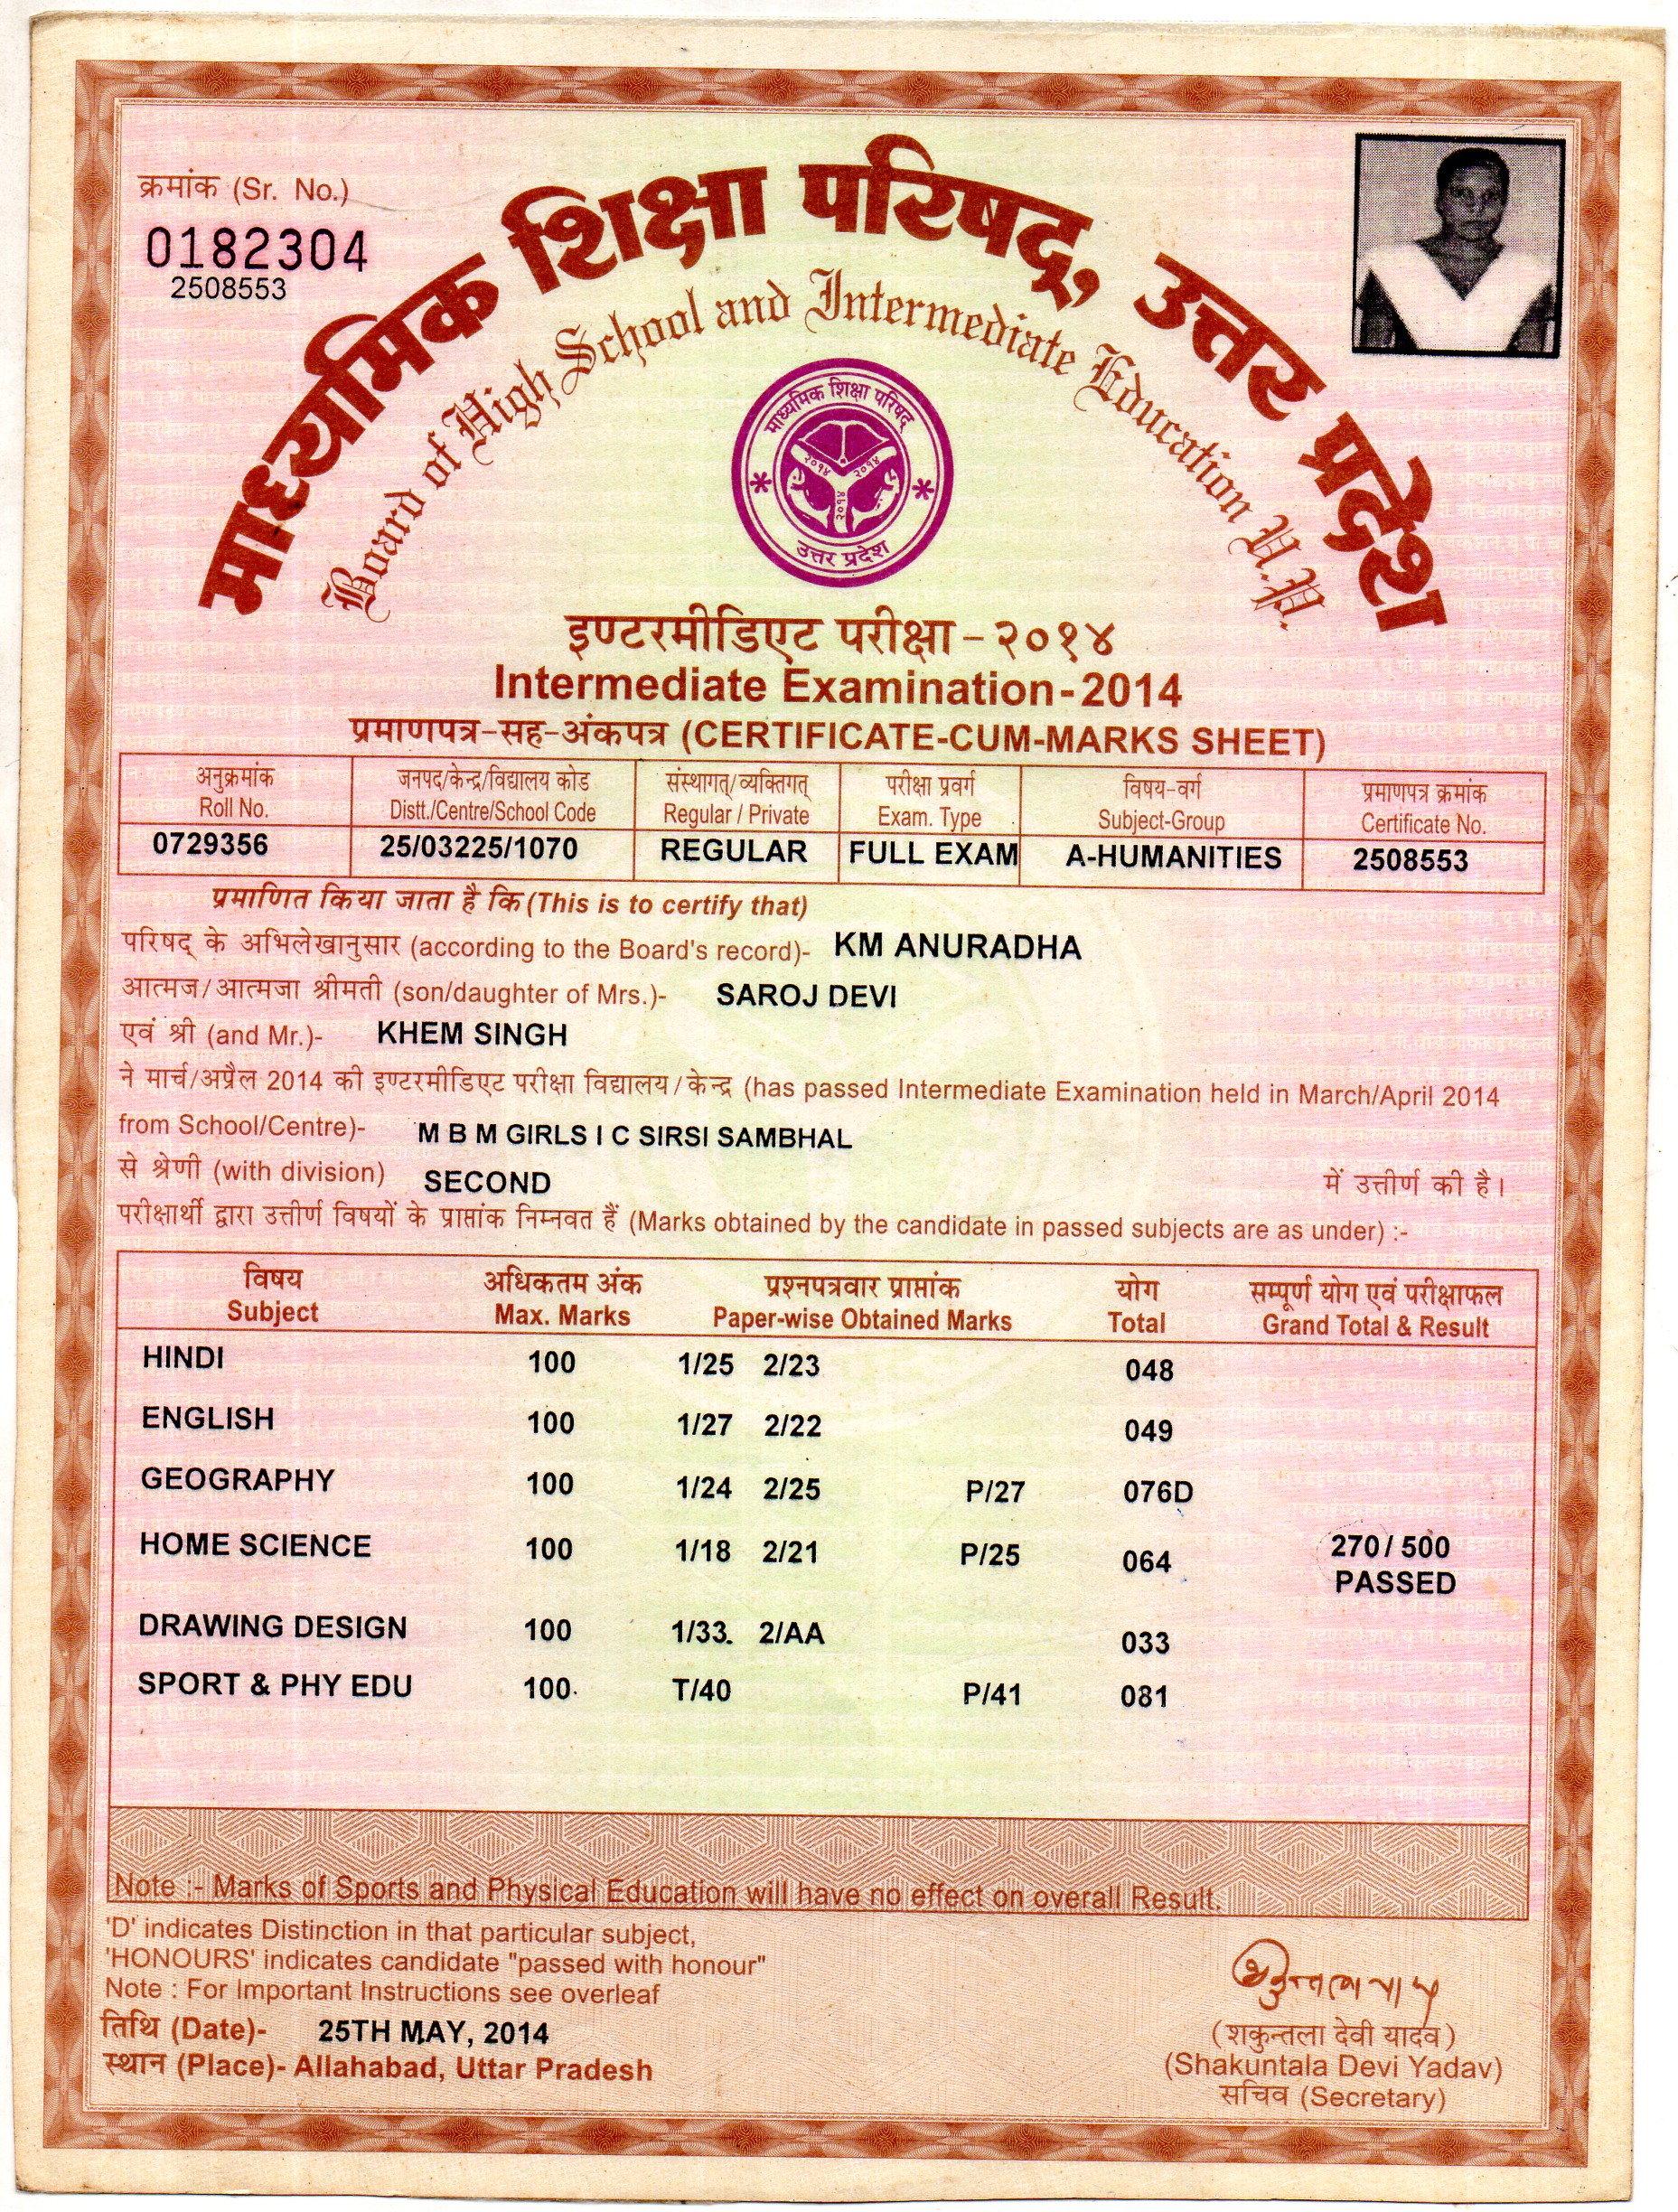 क्रमांक (Sr. No.)
0182304
2508553
माध्यमिक शिक्षा परिषद्, उत्तर प्रदेश
Board of High School and Intermediate Education U.P.
माध्यमिक शिक्षा परिषद्
२०१४ २०१४
२०१४
उत्तर प्रदेश
इण्टरमीडिएट परीक्षा - २०१४
Intermediate Examination - 2014
प्रमाणपत्र-सह-अंकपत्र (CERTIFICATE-CUM-MARKS SHEET)
अनुक्रमांक जनपद/केन्द्र/विद्यालय कोड संस्थागत्/व्यक्तिगत् परीक्षा प्रवर्ग विषय-वर्ग प्रमाणपत्र क्रमांक
Roll No. Distt./Centre/School Code Regular / Private Exam. Type Subject-Group Certificate No.
0729356 25/03225/1070 REGULAR FULL EXAM A-HUMANITIES 2508553
प्रमाणित किया जाता है कि (This is to certify that)
परिषद् के अभिलेखानुसार (according to the Board's record)- KM ANURADHA
आत्मज/आत्मजा श्रीमती (son/daughter of Mrs.)- SAROJ DEVI
एवं श्री (and Mr.)- KHEM SINGH
ने मार्च/अप्रैल 2014 की इण्टरमीडिएट परीक्षा विद्यालय/केन्द्र (has passed Intermediate Examination held in March/April 2014
from School/Centre)- M B M GIRLS I C SIRSI SAMBHAL
से श्रेणी (with division) SECOND में उत्तीर्ण की है।
परीक्षार्थी द्वारा उत्तीर्ण विषयों के प्राप्तांक निम्नवत हैं (Marks obtained by the candidate in passed subjects are as under) :-
विषय अधिकतम अंक प्रश्नपत्रवार प्राप्तांक योग सम्पूर्ण योग एवं परीक्षाफल
Subject Max. Marks Paper-wise Obtained Marks Total Grand Total & Result
HINDI 100 1/25 2/23 048
ENGLISH 100 1/27 2/22 049
GEOGRAPHY 100 1/24 2/25 P/27 076D
HOME SCIENCE 100 1/18 2/21 P/25 064 270/ 500
PASSED
DRAWING DESIGN 100 1/33. 2/AA 033
SPORT & PHY EDU 100 T/40 P/41 081
Note :- Marks of Sports and Physical Education will have no effect on overall Result.
'D' indicates Distinction in that particular subject,
'HONOURS' indicates candidate "passed with honour"
Note : For Important Instructions see overleaf
तिथि (Date)- 25TH MAY, 2014
स्थान (Place)- Allahabad, Uttar Pradesh
(शकुन्तला देवी यादव)
(Shakuntala Devi Yadav)
सचिव (Secretary)